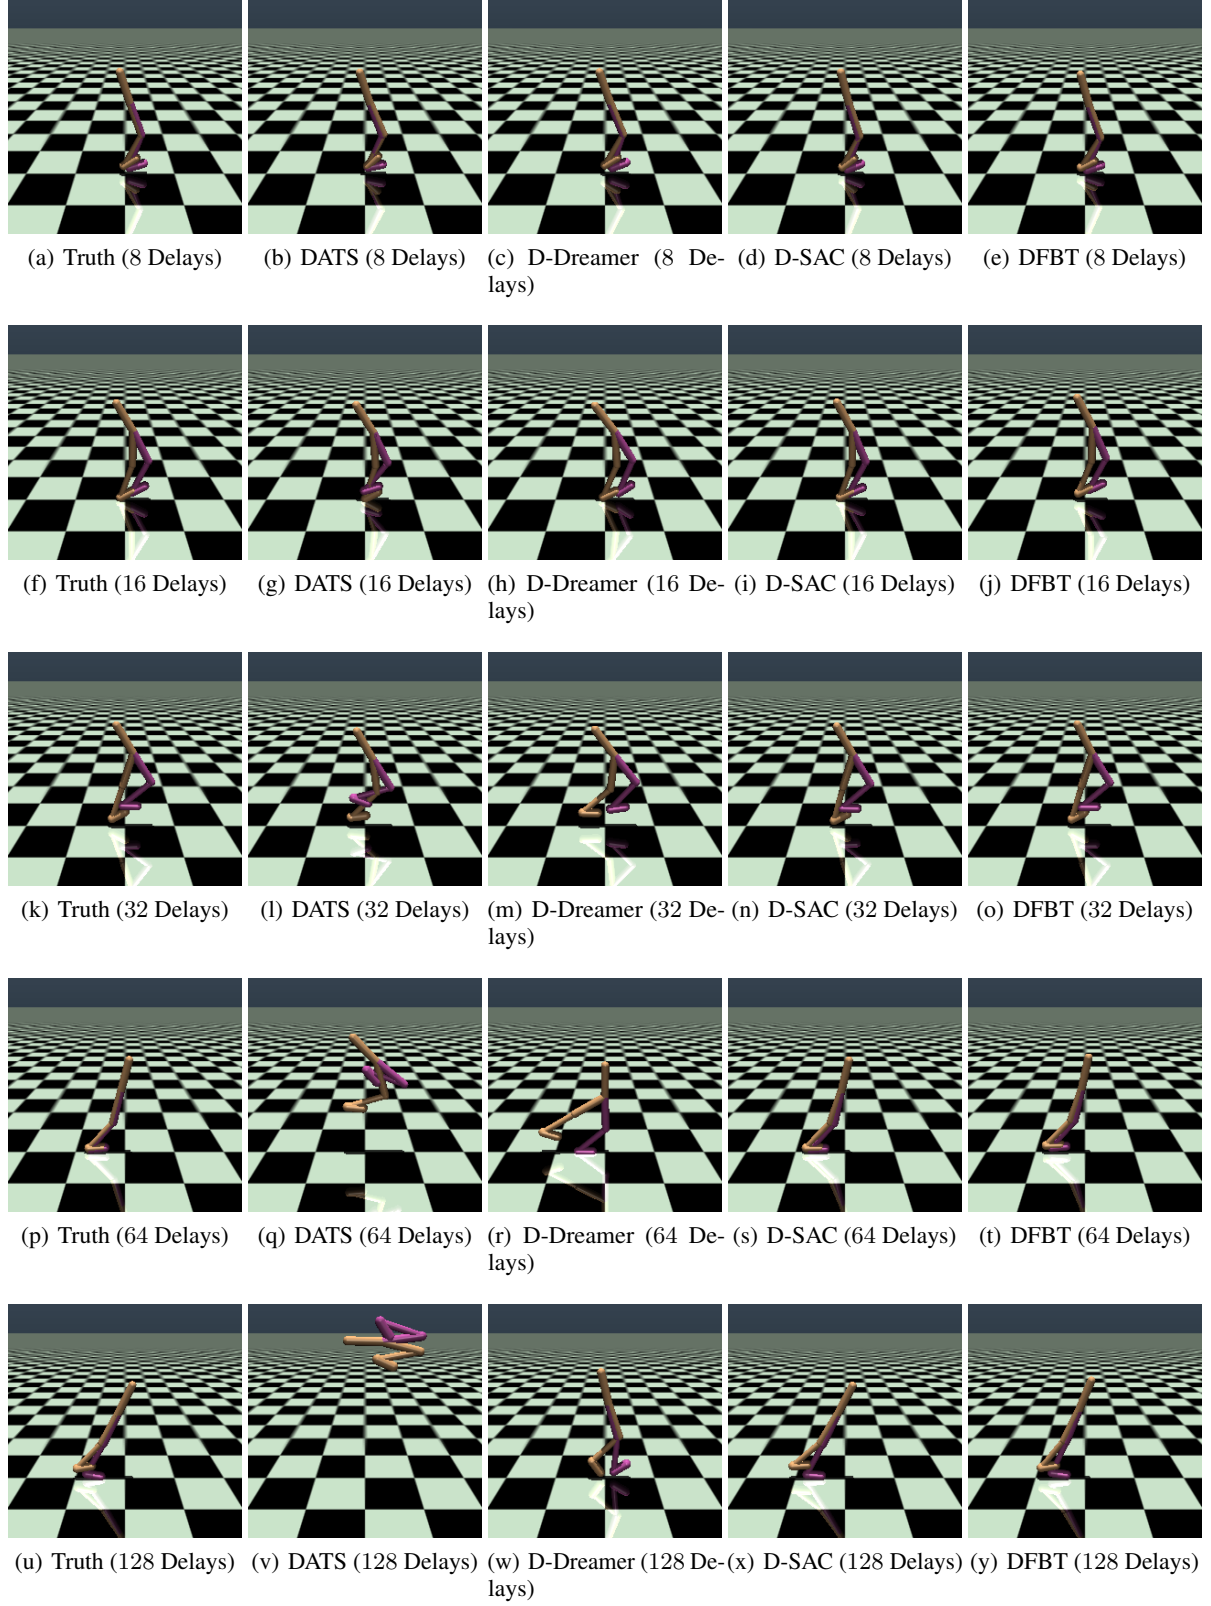 (a) Truth (8 Delays)
(b) DATS (8 Delays)
(c) D-Dreamer (8 De-
lays)
(d) D-SAC (8 Delays)
(e) DFBT (8 Delays)
(f) Truth (16 Delays)
(g) DATS (16 Delays)
(h) D-Dreamer (16 De-
lays)
(i) D-SAC (16 Delays)
(j) DFBT (16 Delays)
(k) Truth (32 Delays)
(l) DATS (32 Delays)
(m) D-Dreamer (32 De-
lays)
(n) D-SAC (32 Delays)
(o) DFBT (32 Delays)
(p) Truth (64 Delays)
(q) DATS (64 Delays)
(r) D-Dreamer (64 De-
lays)
(s) D-SAC (64 Delays)
(t) DFBT (64 Delays)
(u) Truth (128 Delays)
(v) DATS (128 Delays)
(w) D-Dreamer (128 De-
lays)
(x) D-SAC (128 Delays)
(y) DFBT (128 Delays)